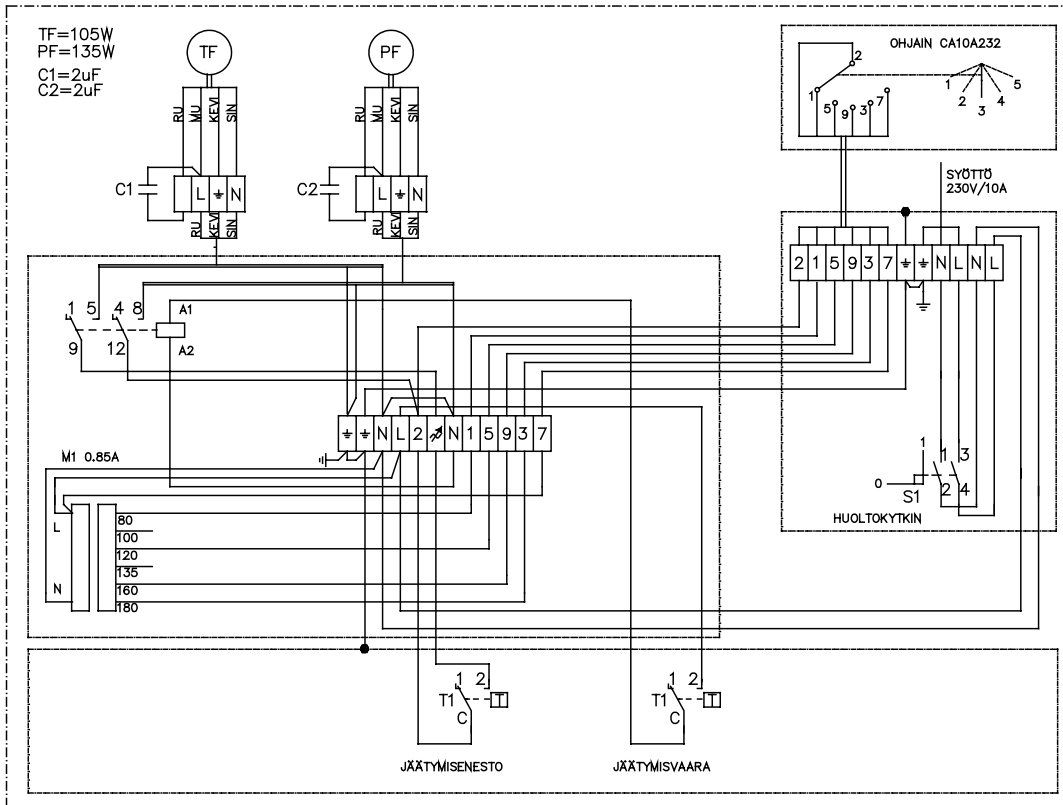 TF=105W
PF=135W
C1=2uF
C2=2uF
TF
PF
RU
MU
KEVI
SIN
RU
MU
KEVI
SIN
C1
L
N
C2
L
N
RU
KEVI
SIN
RU
KEVI
SIN
OHJAIN CA10A232
2
1
5
9
3
7
1
2
3
4
5
SYÖTTÖ
230V/10A
2 1 5 9 3 7 N L N L
1 5 4 8 A1
9 12 A2
N L 2 N 1 5 9 3 7
M1 0.85A
L
N
80
100
120
135
160
180
1 1 3
0
S1 2 4
HUOLTOKYTKIN
1 2
T1 T
C
JÄÄTYMISENESTO
1 2
T1 T
C
JÄÄTYMISVAARA